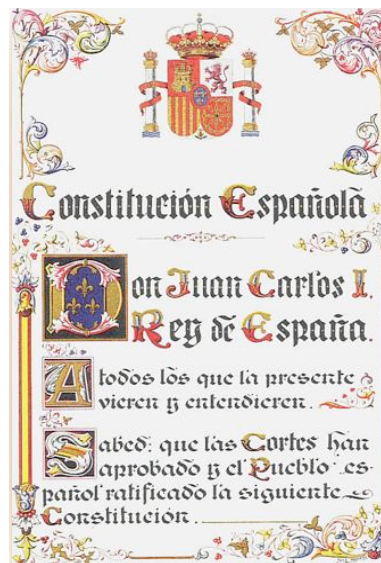 Constitución Española
Don Juan Carlos I.
Rey de España.
A todos los que la presente
vieren y entendieren.
Sabed: que las Cortes han
aprobado y el Pueblo es-
pañol ratificado la siguiente
Constitución.